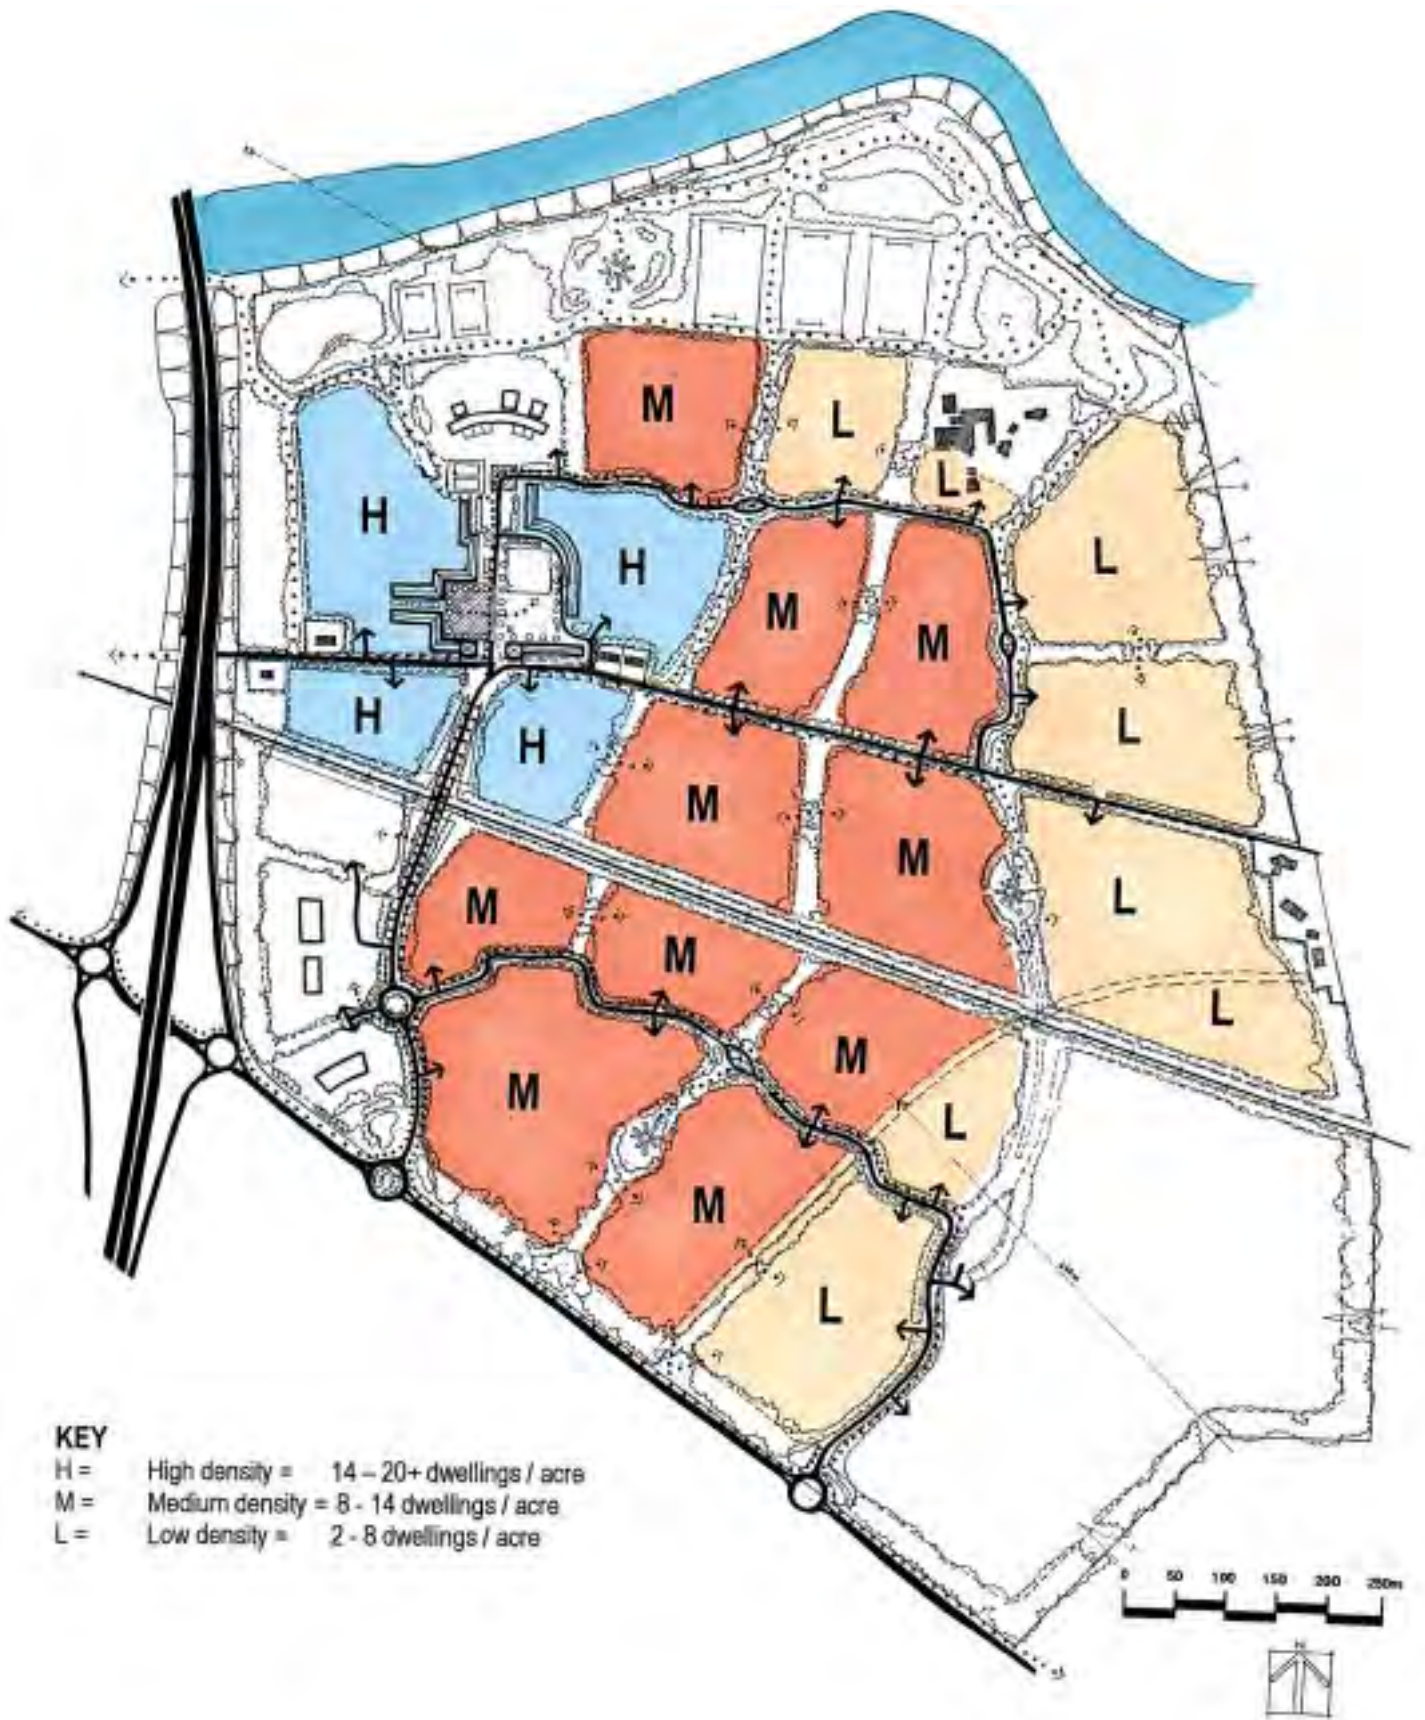 M
L
L
H
L
H
M
M
H
L
H
M
M
L
M
M
L
M
M
L
M
M
L
KEY
H = High density = 14 – 20+ dwellings / acre
M = Medium density = 8 - 14 dwellings / acre
L = Low density = 2 - 8 dwellings / acre
0 50 100 150 200 250m
N